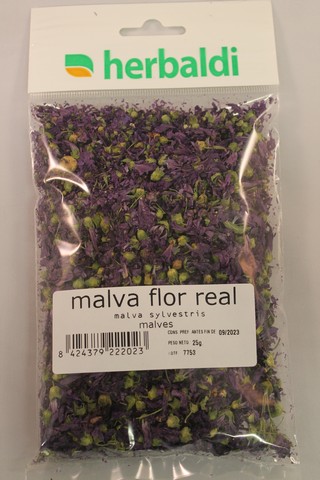 herbaldi
malva flor real
malva sylvestris
malves
CONS. PREF. ANTES FIN DE 09/2023
PESO NETO 25g
LOTE 7753
8 424379 222023